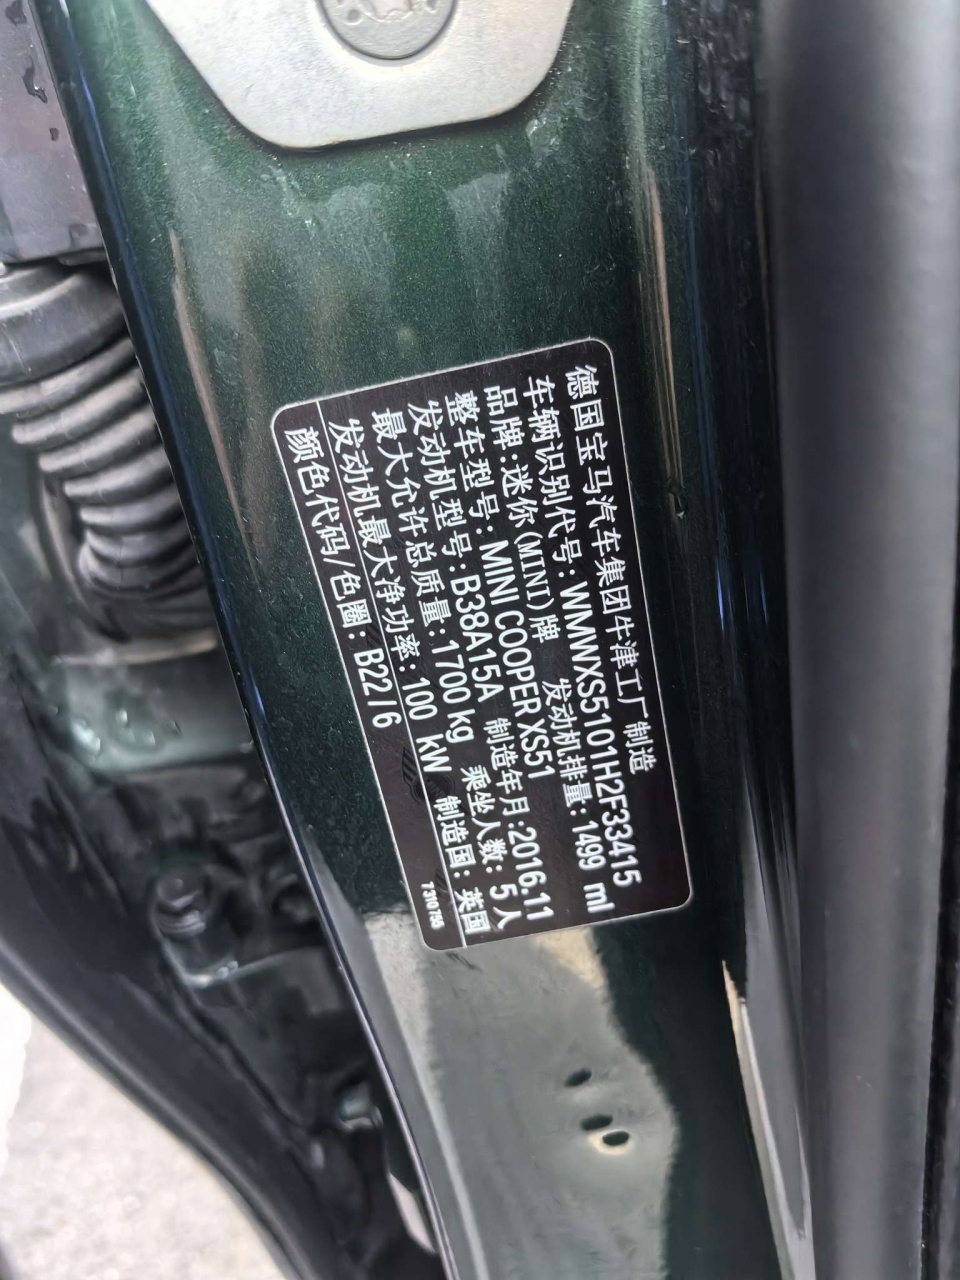 德国宝马汽车集团牛津工厂制造
车辆识别代号:WMWXS5101H2F33415
品牌:迷你(MINI)牌 发动机排量:1499 ml
整车型号:MINI COOPER XS51
发动机型号:B38A15A 制造年月:2016.11
最大允许总质量:1700 kg 乘坐人数:5人
发动机最大净功率:100 kW 制造国:英国
颜色代码/色圈:B22/6
7310755